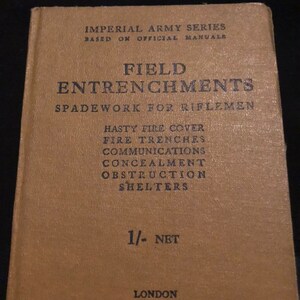 IMPERIAL ARMY SERIES
BASED ON OFFICIAL MANUALS
FIELD
ENTRENCHMENTS
SPADEWORK FOR RIFLEMEN
HASTY FIRE COVER
FIRE TRENCHES
COMMUNICATIONS
CONCEALMENT
OBSTRUCTION
SHELTERS
1/- NET
LONDON